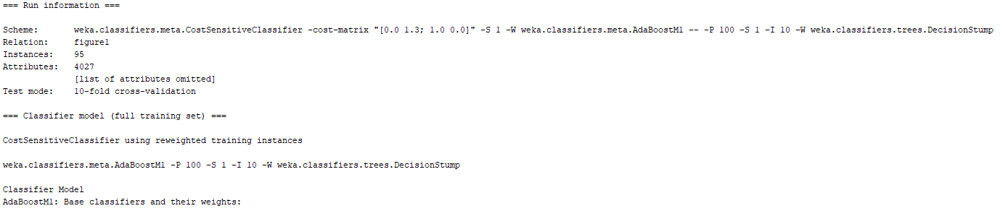 === Run information ===
Scheme: weka.classifiers.meta.CostSensitiveClassifier -cost-matrix "[0.0 1.3; 1.0 0.0]" -S 1 -W weka.classifiers.meta.AdaBoostM1 -- -P 100 -S 1 -I 10 -W weka.classifiers.trees.DecisionStump
Relation: figure1
Instances: 95
Attributes: 4027
[list of attributes omitted]
Test mode: 10-fold cross-validation
=== Classifier model (full training set) ===
CostSensitiveClassifier using reweighted training instances
weka.classifiers.meta.AdaBoostM1 -P 100 -S 1 -I 10 -W weka.classifiers.trees.DecisionStump
Classifier Model
AdaBoostM1: Base classifiers and their weights: